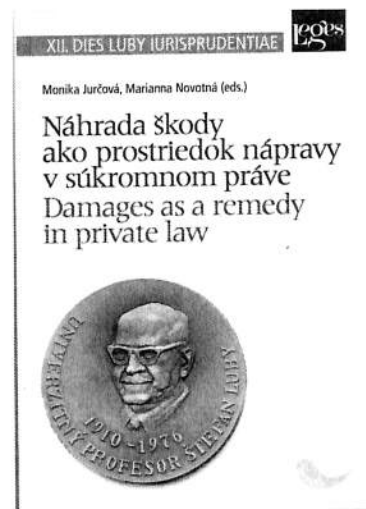 XII. DIES LUBY IURISPRUDENTIAE
leges
Monika Jurčová, Marianna Novotná (eds.)
Náhrada škody
ako prostriedok nápravy
v súkromnom práve
Damages as a remedy
in private law
UNIVERZITNÝ PROFESOR ŠTEFAN LUBY
1910 - 1976